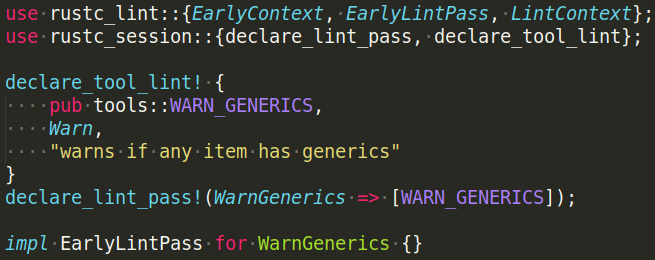 use rustc_lint::{EarlyContext, EarlyLintPass, LintContext};
use rustc_session::{declare_lint_pass, declare_tool_lint};

declare_tool_lint! {
    pub tools::WARN_GENERICS,
    Warn,
    "warns if any item has generics"
}
declare_lint_pass!(WarnGenerics => [WARN_GENERICS]);

impl EarlyLintPass for WarnGenerics {}